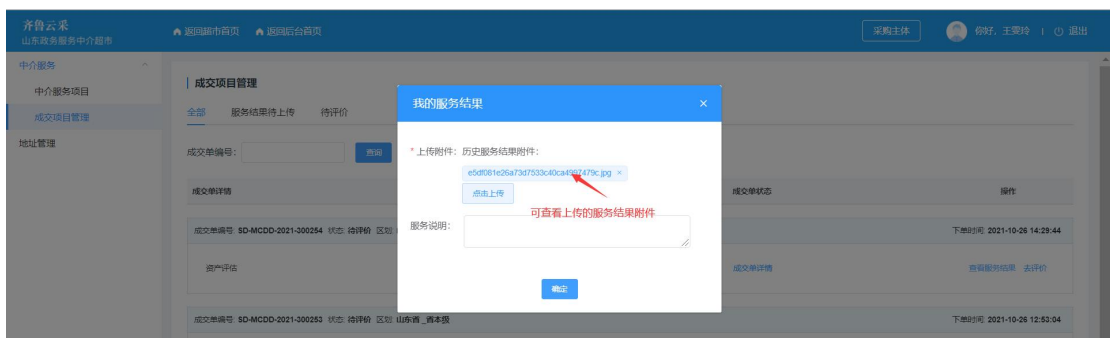 齐鲁云采
山东政务服务中介超市
返回超市首页 返回后台首页
采购主体
你好, 王雯玲 | 退出
中介服务
中介服务项目
成交项目管理
地址管理
成交项目管理
全部 服务结果待上传 待评价
成交单编号:
查询
成交单详情 成交单状态 操作
成交单编号: SD-MCDD-2021-300254 状态: 待评价 区划:
下单时间: 2021-10-26 14:29:44
资产评估 成交单详情 查看服务结果 去评价
成交单编号: SD-MCDD-2021-300253 状态: 待评价 区划: 山东省_省本级
下单时间: 2021-10-26 12:53:04
我的服务结果 ×
* 上传附件: 历史服务结果附件:
e5df081e26a73d7533c40ca4997479c.jpg ×
点击上传
可查看上传的服务结果附件
服务说明:
确定